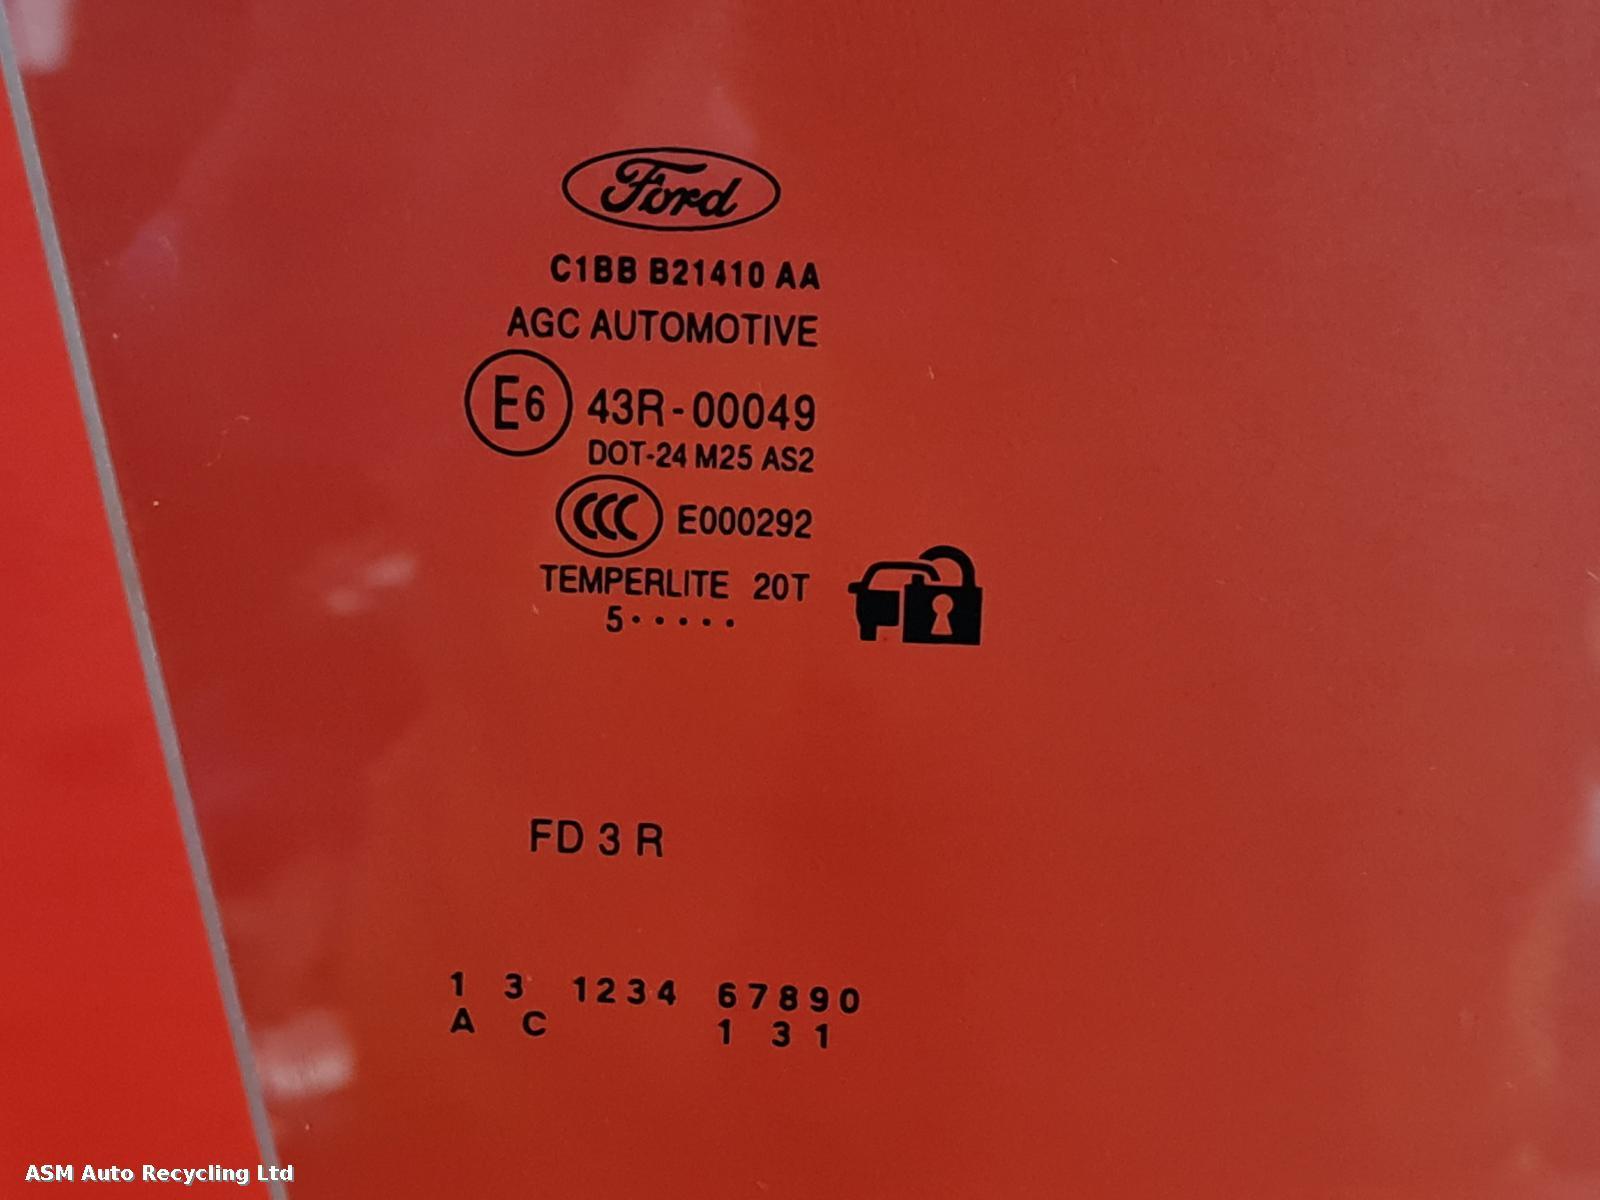 Ford
C1BB B21410 AA
AGC AUTOMOTIVE
E6 43R-00049
DOT-24 M25 AS2
CCC E000292
TEMPERLITE 20T
5·····
FD 3 R
1 3 1234 67890
A C 1 3 1
ASM Auto Recycling Ltd